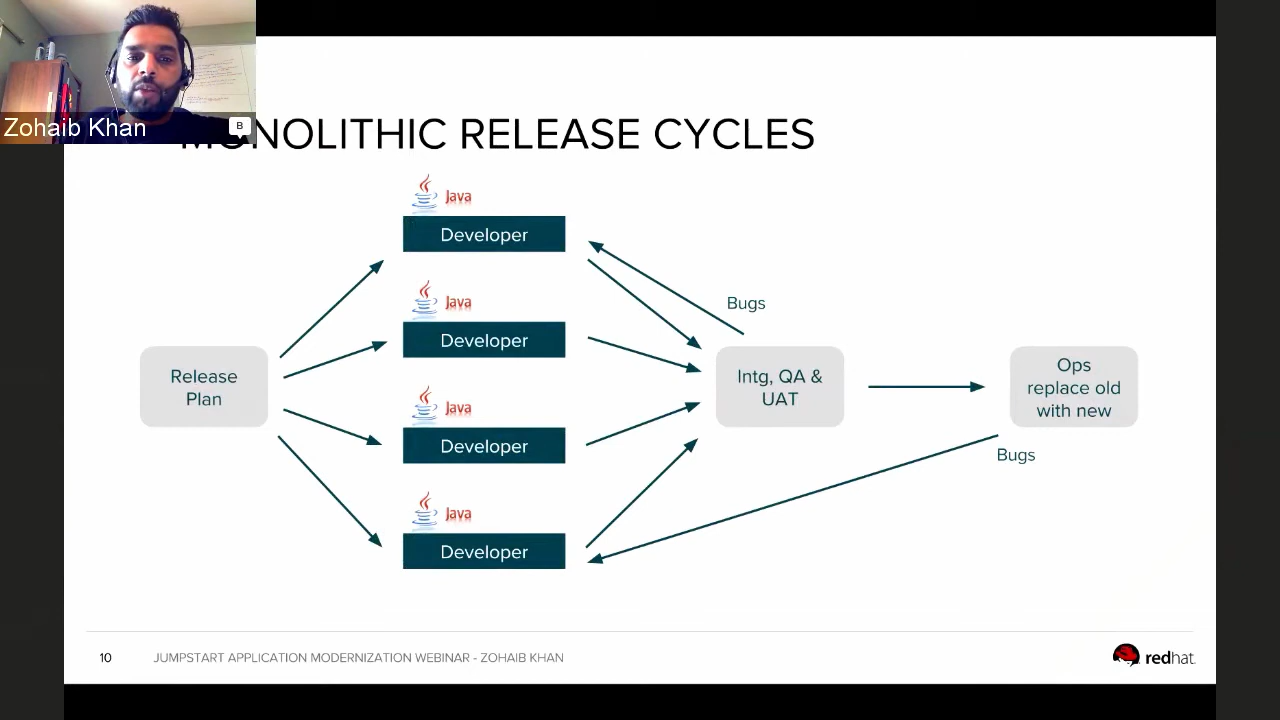 Zohaib Khan
B
MONOLITHIC RELEASE CYCLES
Java
Developer
Java
Developer
Java
Developer
Java
Developer
Release
Plan
Bugs
Intg, QA &
UAT
Ops
replace old
with new
Bugs
10
JUMPSTART APPLICATION MODERNIZATION WEBINAR - ZOHAIB KHAN
redhat.